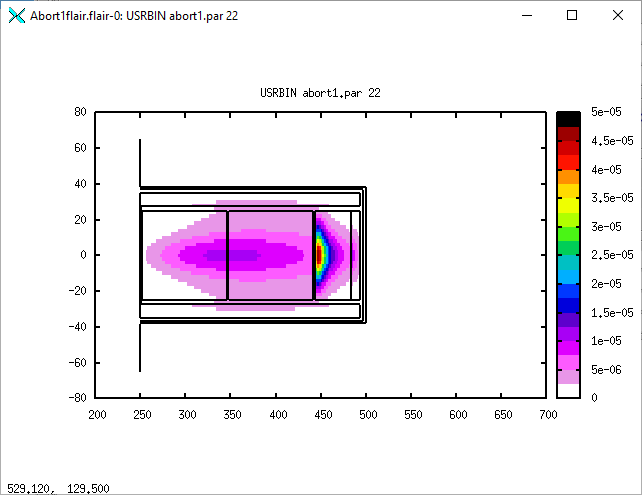 Abort1flair.flair-0: USRBIN abort1.par 22
USRBIN abort1.par 22
80
60
40
20
0
-20
-40
-60
-80
200 250 300 350 400 450 500 550 600 650 700
5e-05
4.5e-05
4e-05
3.5e-05
3e-05
2.5e-05
2e-05
1.5e-05
1e-05
5e-06
0
529.120, 129.500